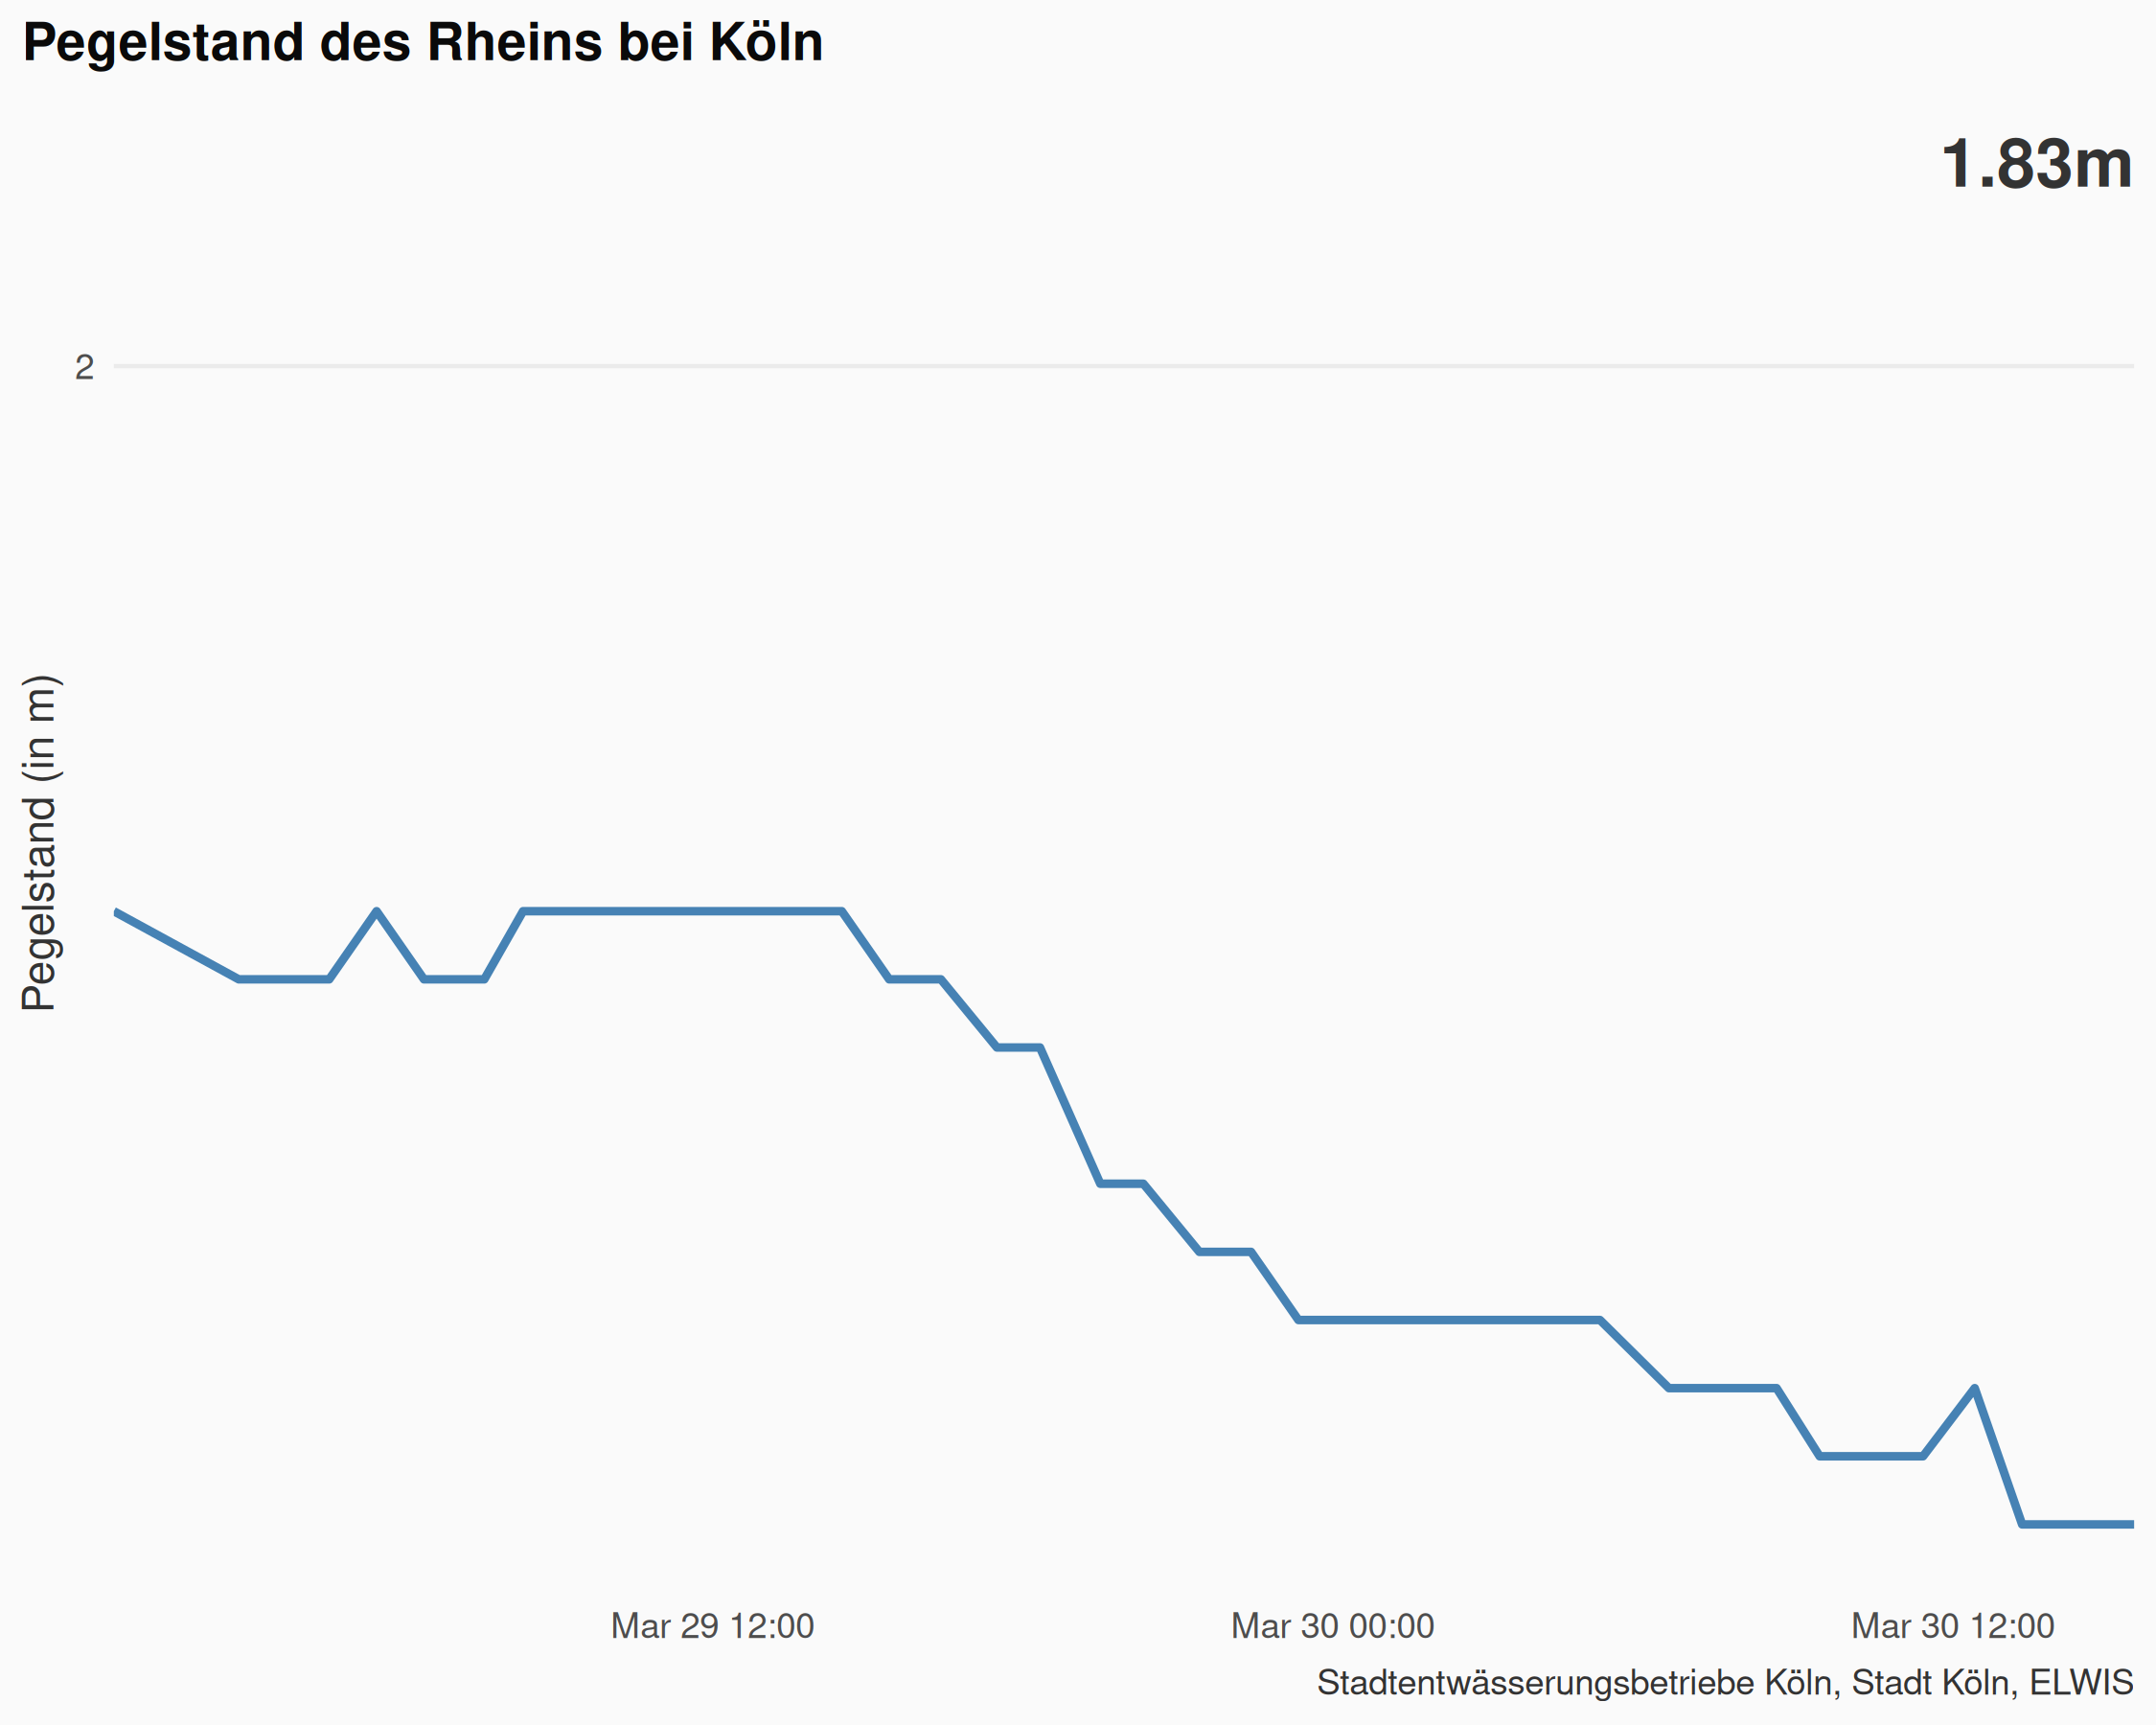 Pegelstand des Rheins bei Köln
1.83m
2
Pegelstand (in m)
Mar 29 12:00
Mar 30 00:00
Mar 30 12:00
Stadtentwässerungsbetriebe Köln, Stadt Köln, ELWIS